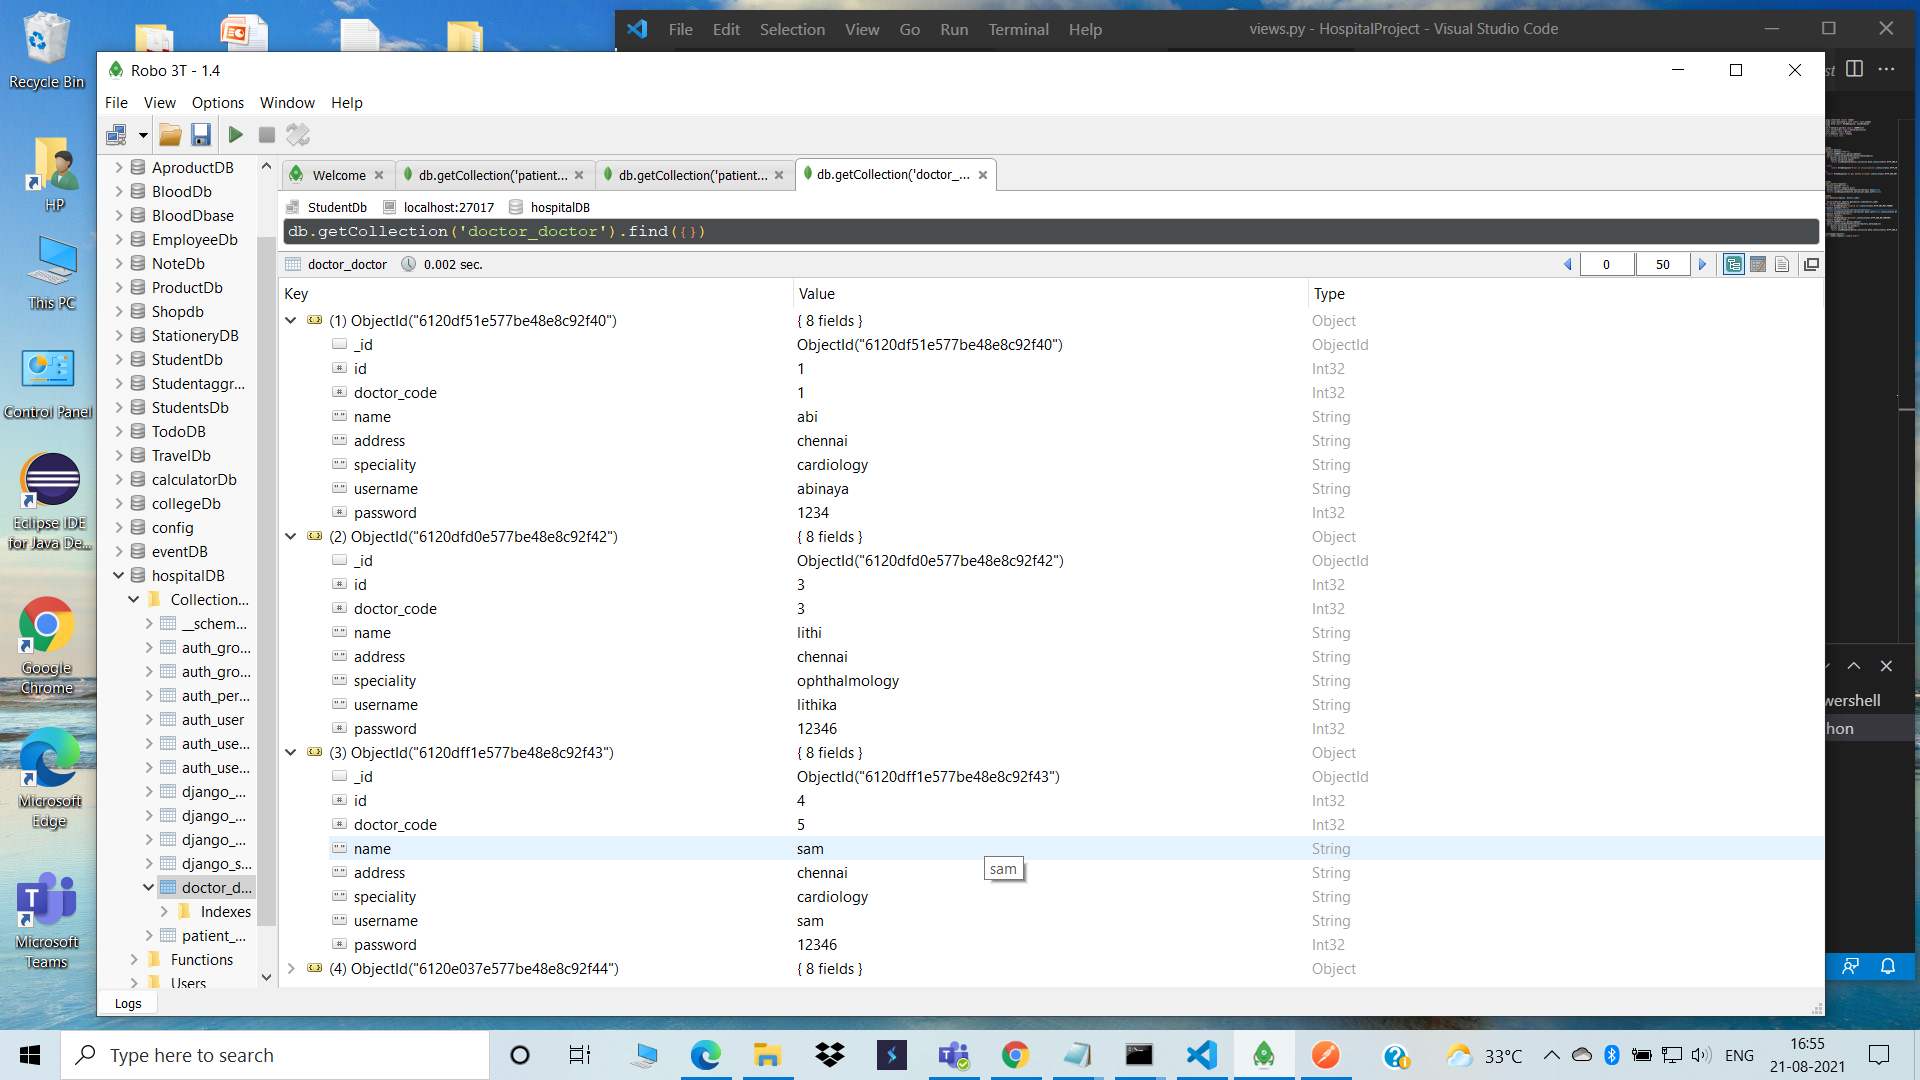 Recycle Bin
HP
This PC
Control Panel
Eclipse IDE
for Java De...
Google
Chrome
Microsoft
Edge
Microsoft
Teams
File Edit Selection View Go Run Terminal Help
views.py - HospitalProject - Visual Studio Code
Robo 3T - 1.4
File View Options Window Help
AproductDB
BloodDb
BloodDbase
EmployeeDb
NoteDb
ProductDb
Shopdb
StationeryDB
StudentDb
Studentaggr...
StudentsDb
TodoDB
TravelDb
calculatorDb
collegeDb
config
eventDB
hospitalDB
Collection...
__schem...
auth_gro...
auth_gro...
auth_per...
auth_user
auth_use...
auth_use...
django_...
django_...
django_...
django_s...
doctor_d...
Indexes
patient_...
Functions
Users
Logs
Welcome
db.getCollection('patient...
db.getCollection('patient...
db.getCollection('doctor_...
StudentDb localhost:27017 hospitalDB
db.getCollection('doctor_doctor').find({})
doctor_doctor 0.002 sec.
0 50
Key Value Type
(1) ObjectId("6120df51e577be48e8c92f40") { 8 fields } Object
_id ObjectId("6120df51e577be48e8c92f40") ObjectId
id 1 Int32
doctor_code 1 Int32
name abi String
address chennai String
speciality cardiology String
username abinaya String
password 1234 Int32
(2) ObjectId("6120dfd0e577be48e8c92f42") { 8 fields } Object
_id ObjectId("6120dfd0e577be48e8c92f42") ObjectId
id 3 Int32
doctor_code 3 Int32
name lithi String
address chennai String
speciality ophthalmology String
username lithika String
password 12346 Int32
(3) ObjectId("6120dff1e577be48e8c92f43") { 8 fields } Object
_id ObjectId("6120dff1e577be48e8c92f43") ObjectId
id 4 Int32
doctor_code 5 Int32
name sam String
sam
address chennai String
speciality cardiology String
username sam String
password 12346 Int32
(4) ObjectId("6120e037e577be48e8c92f44") { 8 fields } Object
st
wershell
hon
Type here to search
33°C
ENG
16:55
21-08-2021